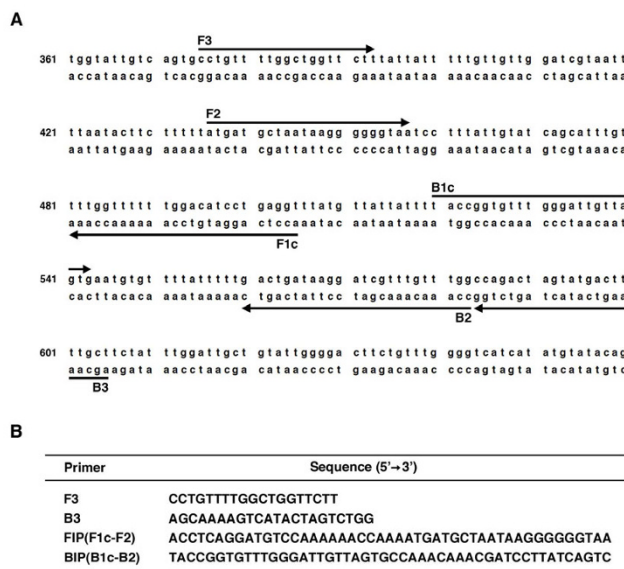 A
F3
361 tggtattgtc agtgcctgtt ttggctggtt ctttattatt tttgttgttg gatcgtaatt
accataacag tcacggacaa aaccgaccaa gaaataataa aaacaacaac ctagcattaa
F2
421 ttaatacttc tttttatgat gctaataagg gggggtaatcc tttattgtat cagcatttgt
aattatgaag aaaaatacta cgattattcc ccccattagg aaataacata gtcgtaaaca
B1c
481 tttggttttt tggacatcct gaggtttatg ttattatttt accggtgttt gggattgtta
aaaccaaaaa acctgtagga ctccaaatac aataataaaa tggccacaaa ccctaacaat
F1c
541 gtgaatgtgt tttatttttg actgataagg atcgtttgtt tggccagact agtatgactt
cacttacaca aaataaaaac tgactattcc tagcaaacaa accggtctga tcatactgaa
B2
601 ttgcttctat ttggattgct gtattgggga cttctgtttg gggtcatcat atgtatacag
aacgaagata aacctaacga cataacccct gaagacaaac cccagtagta tacatatgtc
B3
B
Primer Sequence (5'→3')
F3 CCTGTTTTGGCTGGTTCTT
B3 AGCAAAAGTCATACTAGTCTGG
FIP(F1c-F2) ACCTCAGGATGTCCAAAAAACCAAAATGATGCTAATAAGGGGGGTAA
BIP(B1c-B2) TACCGGTGTTTGGGATTGTTAGTGCCAAACAAACGATCCTTATCAGTC